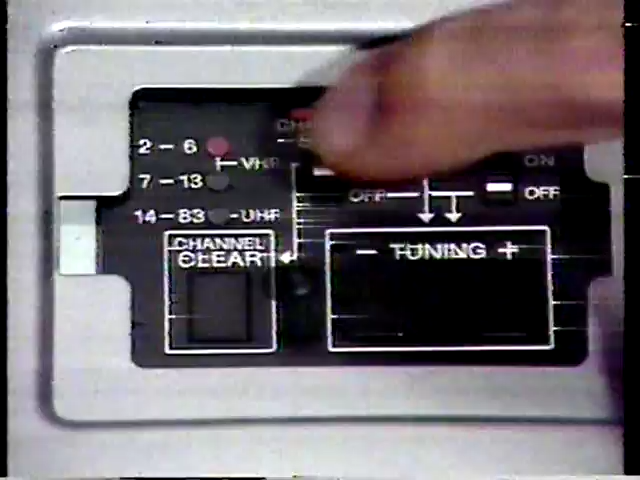 2 – 6
VHF
7 – 13
14 – 83 – UHF
ON
OFF
OFF
CHANNEL
CLEAR
– TUNING +